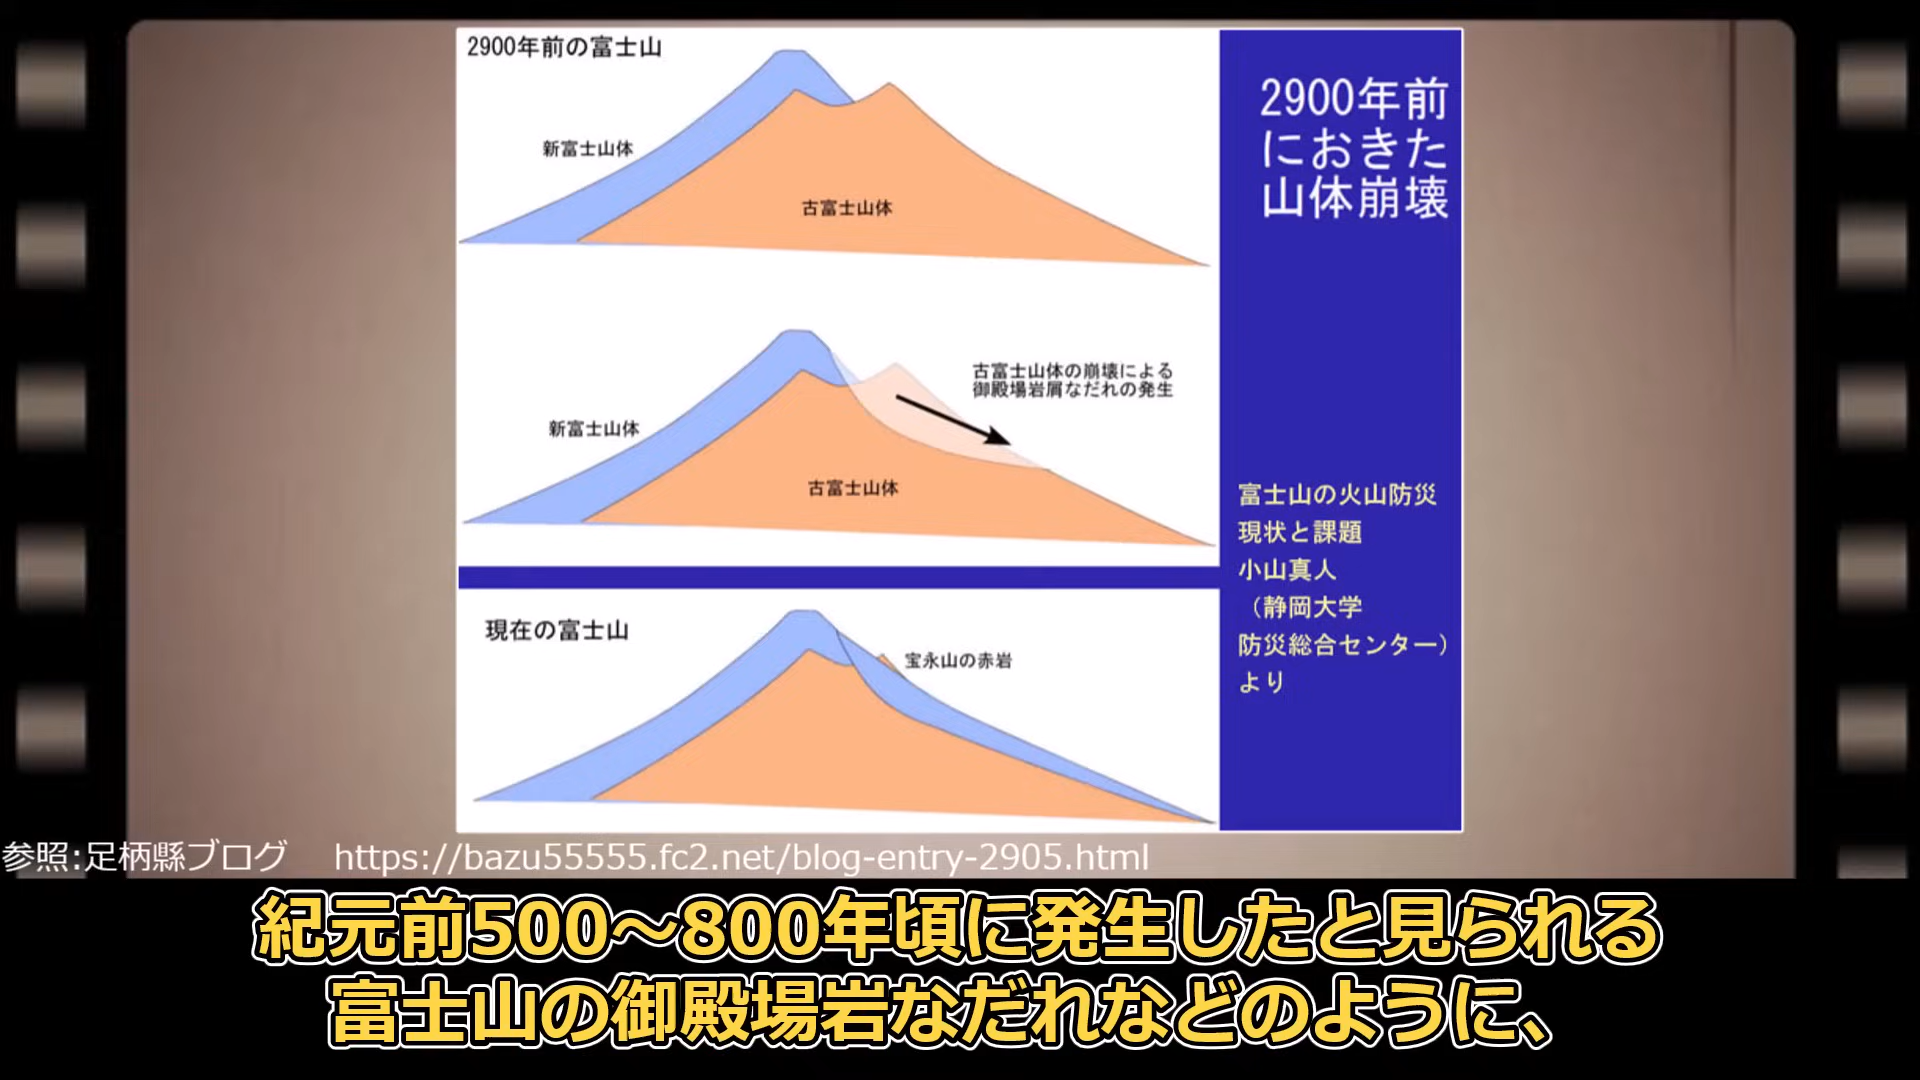 2900年前の富士山
新富士山体
古富士山体
古富士山体の崩壊による
御殿場岩屑なだれの発生
新富士山体
古富士山体
現在の富士山
宝永山の赤岩
2900年前
におきた
山体崩壊
富士山の火山防災
現状と課題
小山真人
（静岡大学
防災総合センター）
より
参照:足柄縣ブログ　https://bazu55555.fc2.net/blog-entry-2905.html
紀元前500～800年頃に発生したと見られる
富士山の御殿場岩なだれなどのように、